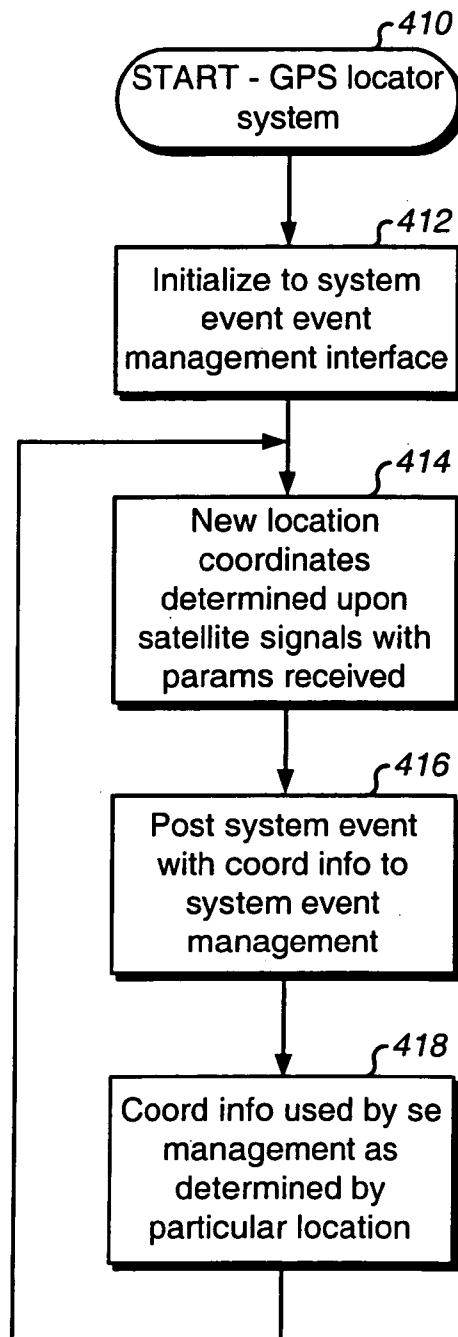 410
START - GPS locator
system
412
Initialize to system
event event
management interface
414
New location
coordinates
determined upon
satellite signals with
params received
416
Post system event
with coord info to
system event
management
418
Coord info used by se
management as
determined by
particular location